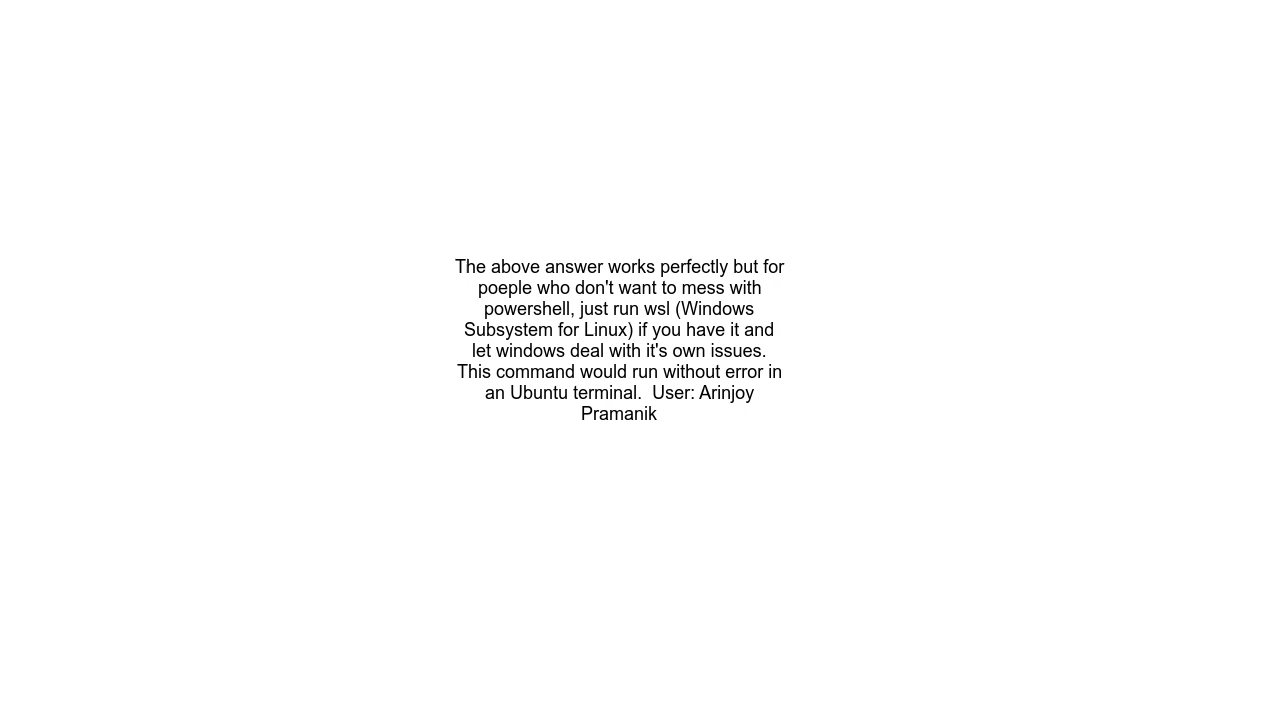 The above answer works perfectly but for
poeple who don't want to mess with
powershell, just run wsl (Windows
Subsystem for Linux) if you have it and
let windows deal with it's own issues.
This command would run without error in
an Ubuntu terminal.  User: Arinjoy
Pramanik